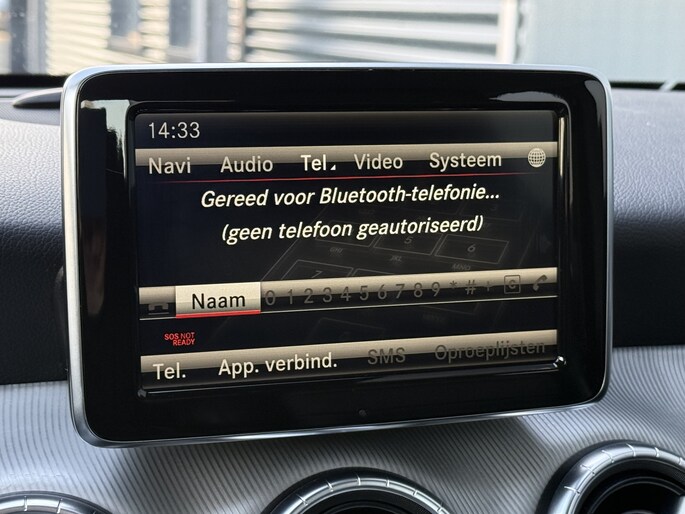 14:33
Navi Audio Tel Video Systeem
Gereed voor Bluetooth-telefonie...
(geen telefoon geautoriseerd)
Naam 0 1 2 3 4 5 6 7 8 9 * # +
SOS NOT
READY
Tel. App. verbind. SMS Oproeplijsten